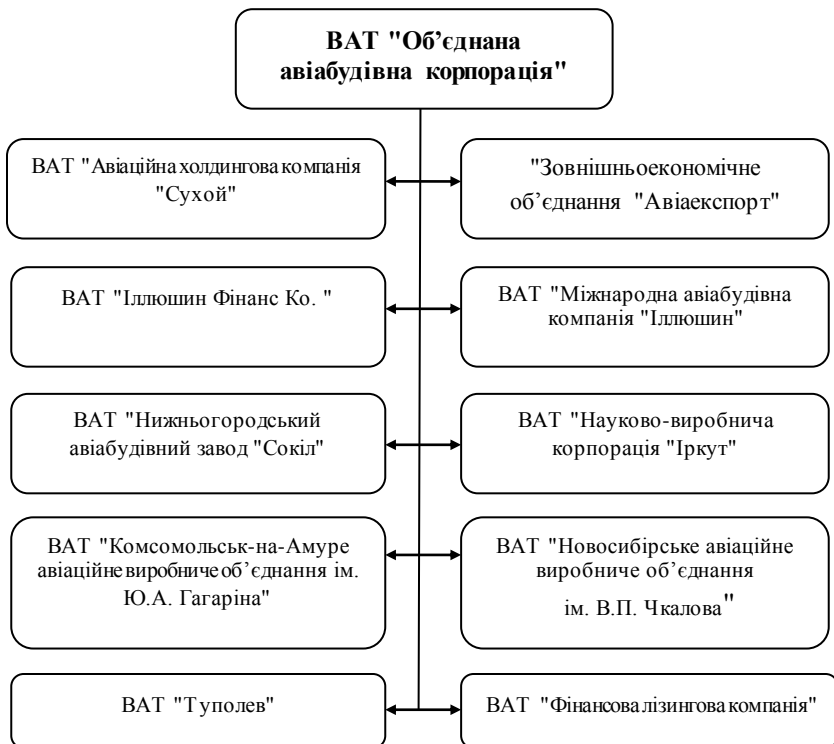 ВАТ "Об’єднана
авіабудівна корпорація"
ВАТ "Авіаційна холдингова компанія
"Сухой"
"Зовнішньоекономічне
об’єднання "Авіаекспорт"
ВАТ "Іллюшин Фінанс Ко. "
ВАТ "Міжнародна авіабудівна
компанія "Іллюшин"
ВАТ "Нижньогородський
авіабудівний завод "Сокіл"
ВАТ "Науково-виробнича
корпорація "Іркут"
ВАТ "Комсомольськ-на-Амуре
авіаційне виробниче об’єднання ім.
Ю.А. Гагаріна"
ВАТ "Новосибірське авіаційне
виробниче об’єднання
ім. В.П. Чкалова"
ВАТ "Туполев"
ВАТ "Фінансова лізингова компанія"